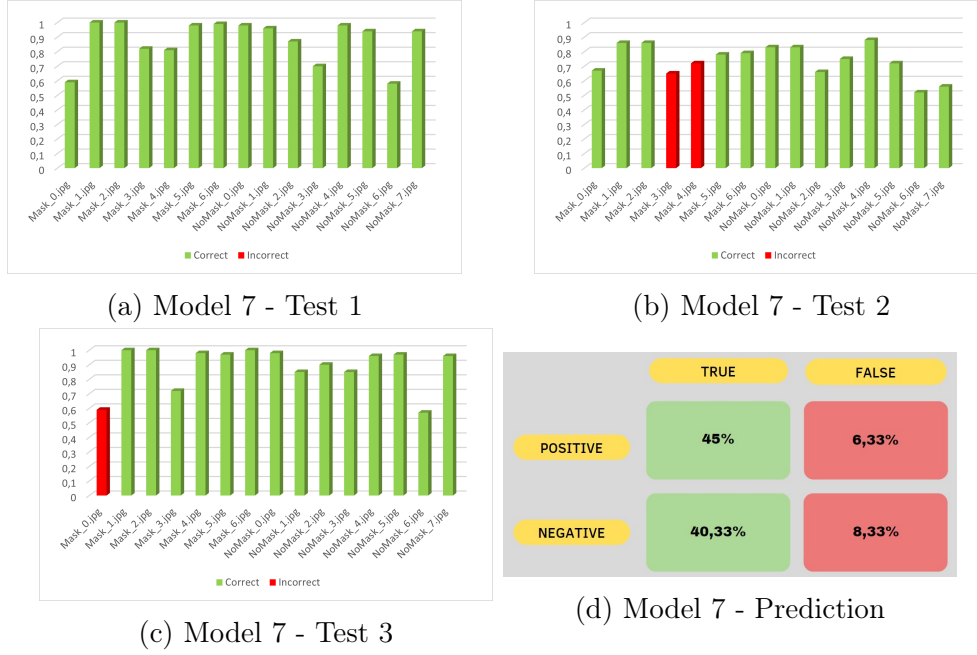 1
0,9
0,8
0,7
0,6
0,5
0,4
0,3
0,2
0,1
0
Mask_0.jpg
Mask_1.jpg
Mask_2.jpg
Mask_3.jpg
Mask_4.jpg
Mask_5.jpg
Mask_6.jpg
NoMask_0.jpg
NoMask_1.jpg
NoMask_2.jpg
NoMask_3.jpg
NoMask_4.jpg
NoMask_5.jpg
NoMask_6.jpg
NoMask_7.jpg
Correct Incorrect
(a) Model 7 - Test 1
1
0,9
0,8
0,7
0,6
0,5
0,4
0,3
0,2
0,1
0
Mask_0.jpg
Mask_1.jpg
Mask_2.jpg
Mask_3.jpg
Mask_4.jpg
Mask_5.jpg
Mask_6.jpg
NoMask_0.jpg
NoMask_1.jpg
NoMask_2.jpg
NoMask_3.jpg
NoMask_4.jpg
NoMask_5.jpg
NoMask_6.jpg
NoMask_7.jpg
Correct Incorrect
(b) Model 7 - Test 2
1
0,9
0,8
0,7
0,6
0,5
0,4
0,3
0,2
0,1
0
Mask_0.jpg
Mask_1.jpg
Mask_2.jpg
Mask_3.jpg
Mask_4.jpg
Mask_5.jpg
Mask_6.jpg
NoMask_0.jpg
NoMask_1.jpg
NoMask_2.jpg
NoMask_3.jpg
NoMask_4.jpg
NoMask_5.jpg
NoMask_6.jpg
NoMask_7.jpg
Correct Incorrect
(c) Model 7 - Test 3
TRUE FALSE
POSITIVE 45% 6,33%
NEGATIVE 40,33% 8,33%
(d) Model 7 - Prediction